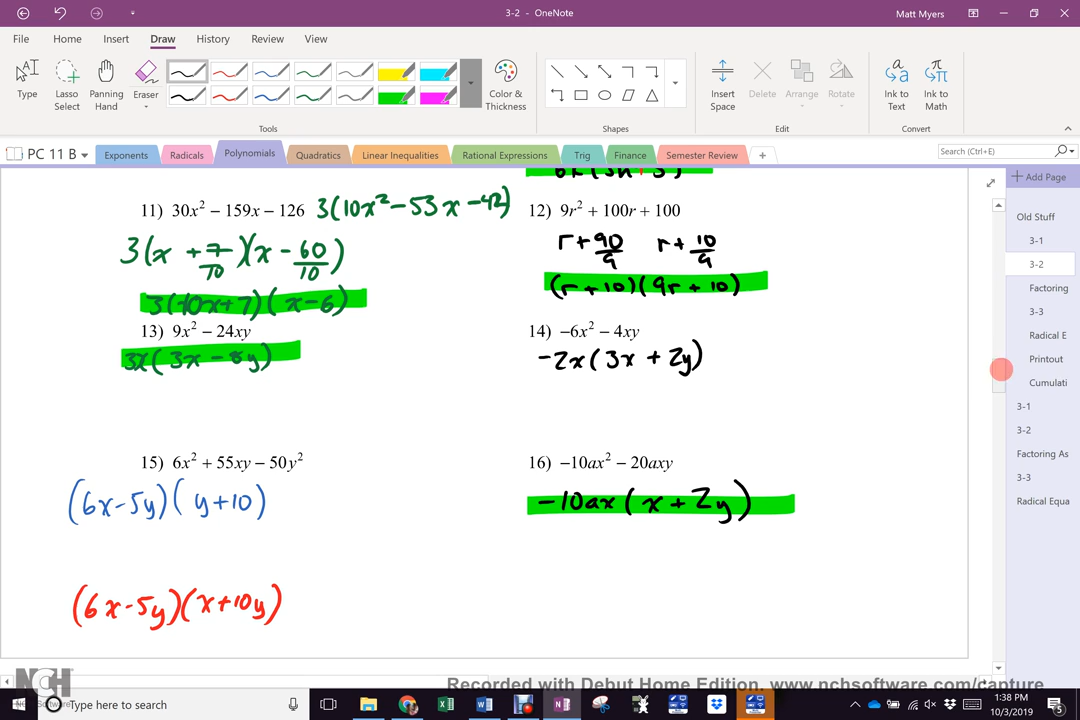 3-2 - OneNote
Matt Myers
File Home Insert Draw History Review View
Type
Lasso Select
Panning Hand
Eraser
Color & Thickness
Insert Space
Delete
Arrange
Rotate
Ink to Text
Ink to Math
Tools
Shapes
Edit
Convert
PC 11 B
Exponents
Radicals
Polynomials
Quadratics
Linear Inequalities
Rational Expressions
Trig
Finance
Semester Review
Search (Ctrl+E)
Add Page
Old Stuff
3-1
3-2
Factoring
3-3
Radical E
Printout
Cumulati
3-1
3-2
Factoring As
3-3
Radical Equa
11) 30x² − 159x − 126 3(10x² − 53x − 42)
3(x + 7/10)(x − 60/10)
3(10x+7)(x−6)
12) 9r² + 100r + 100
r + 90/9 r + 10/9
(r + 10)(9r + 10)
13) 9x² − 24xy
3x(3x − 8y)
14) −6x² − 4xy
−2x(3x + 2y)
15) 6x² + 55xy − 50y²
(6x−5y)(y+10)
(6x−5y)(x+10y)
16) −10ax² − 20axy
−10ax(x + 2y)
NCH Software
Recorded with Debut Home Edition. www.nchsoftware.com/capture
Type here to search
1:38 PM
10/3/2019
5